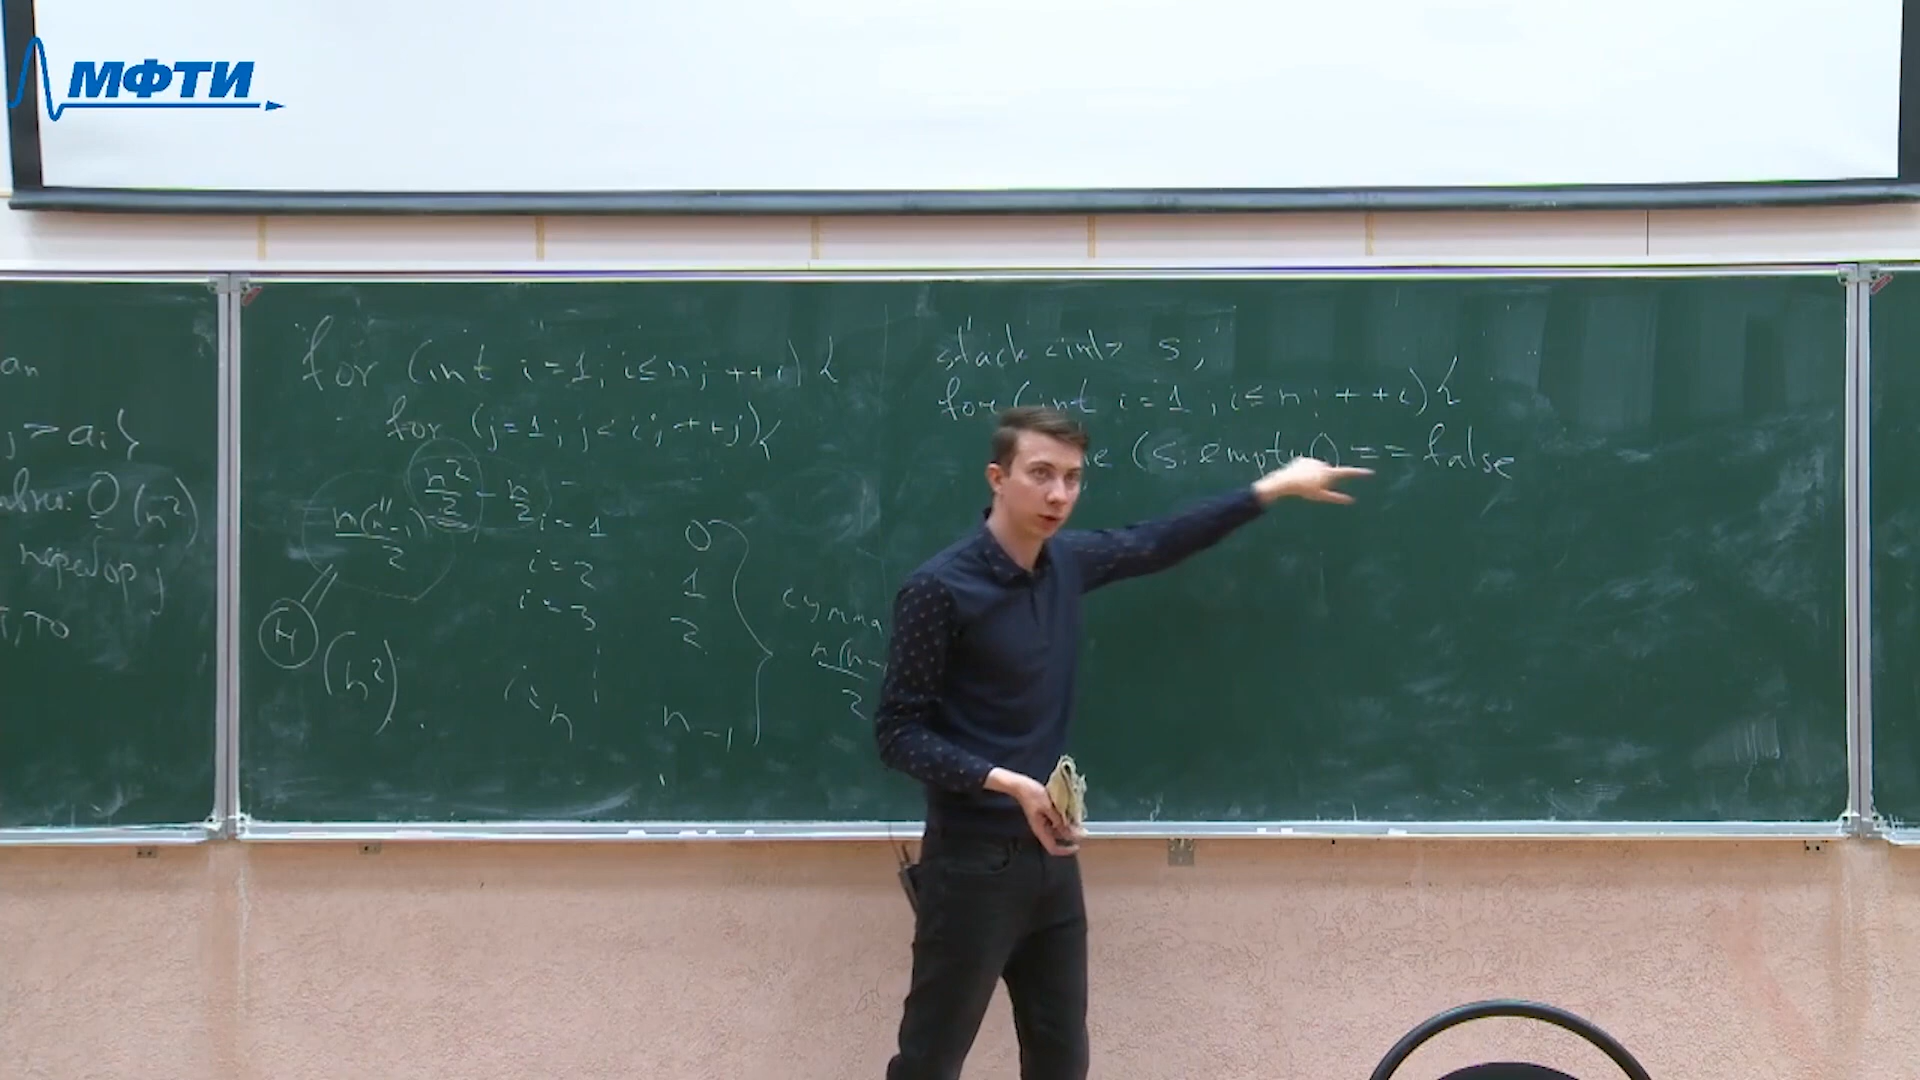 МФТИ
an
j > ai}
O(n²)
перебор j
т, то
for (int i=1; i≤n; ++i) {
for (j=1; j<i; ++j){
n²/2 - n/2
n(n-1)/2
(n²)
i=1 0
i=2 1
i=3 2
i=n n-1
сумма
2
stack <int> s;
for (int i=1; i≤n; ++i){
(s.empty() == false